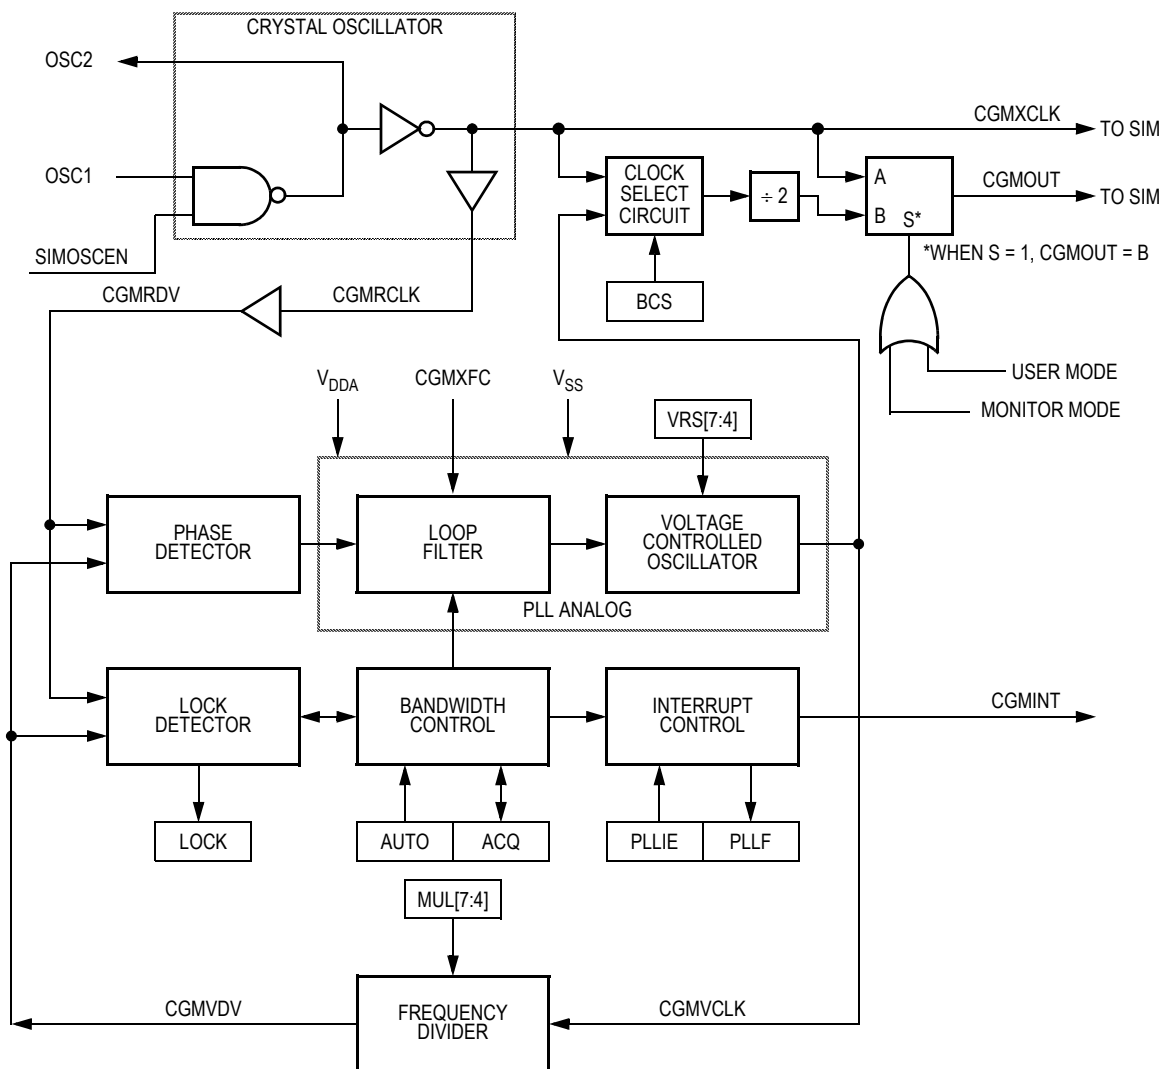 CRYSTAL OSCILLATOR
OSC2
CGMXCLK
TO SIM
OSC1
CLOCK
SELECT
CIRCUIT
÷ 2
A
B
S*
CGMOUT
TO SIM
SIMOSCEN
*WHEN S = 1, CGMOUT = B
CGMRDV
CGMRCLK
BCS
USER MODE
MONITOR MODE
VDDA
CGMXFC
VSS
VRS[7:4]
PHASE
DETECTOR
LOOP
FILTER
VOLTAGE
CONTROLLED
OSCILLATOR
PLL ANALOG
LOCK
DETECTOR
BANDWIDTH
CONTROL
INTERRUPT
CONTROL
CGMINT
LOCK
AUTO
ACQ
PLLIE
PLLF
MUL[7:4]
CGMVDV
FREQUENCY
DIVIDER
CGMVCLK